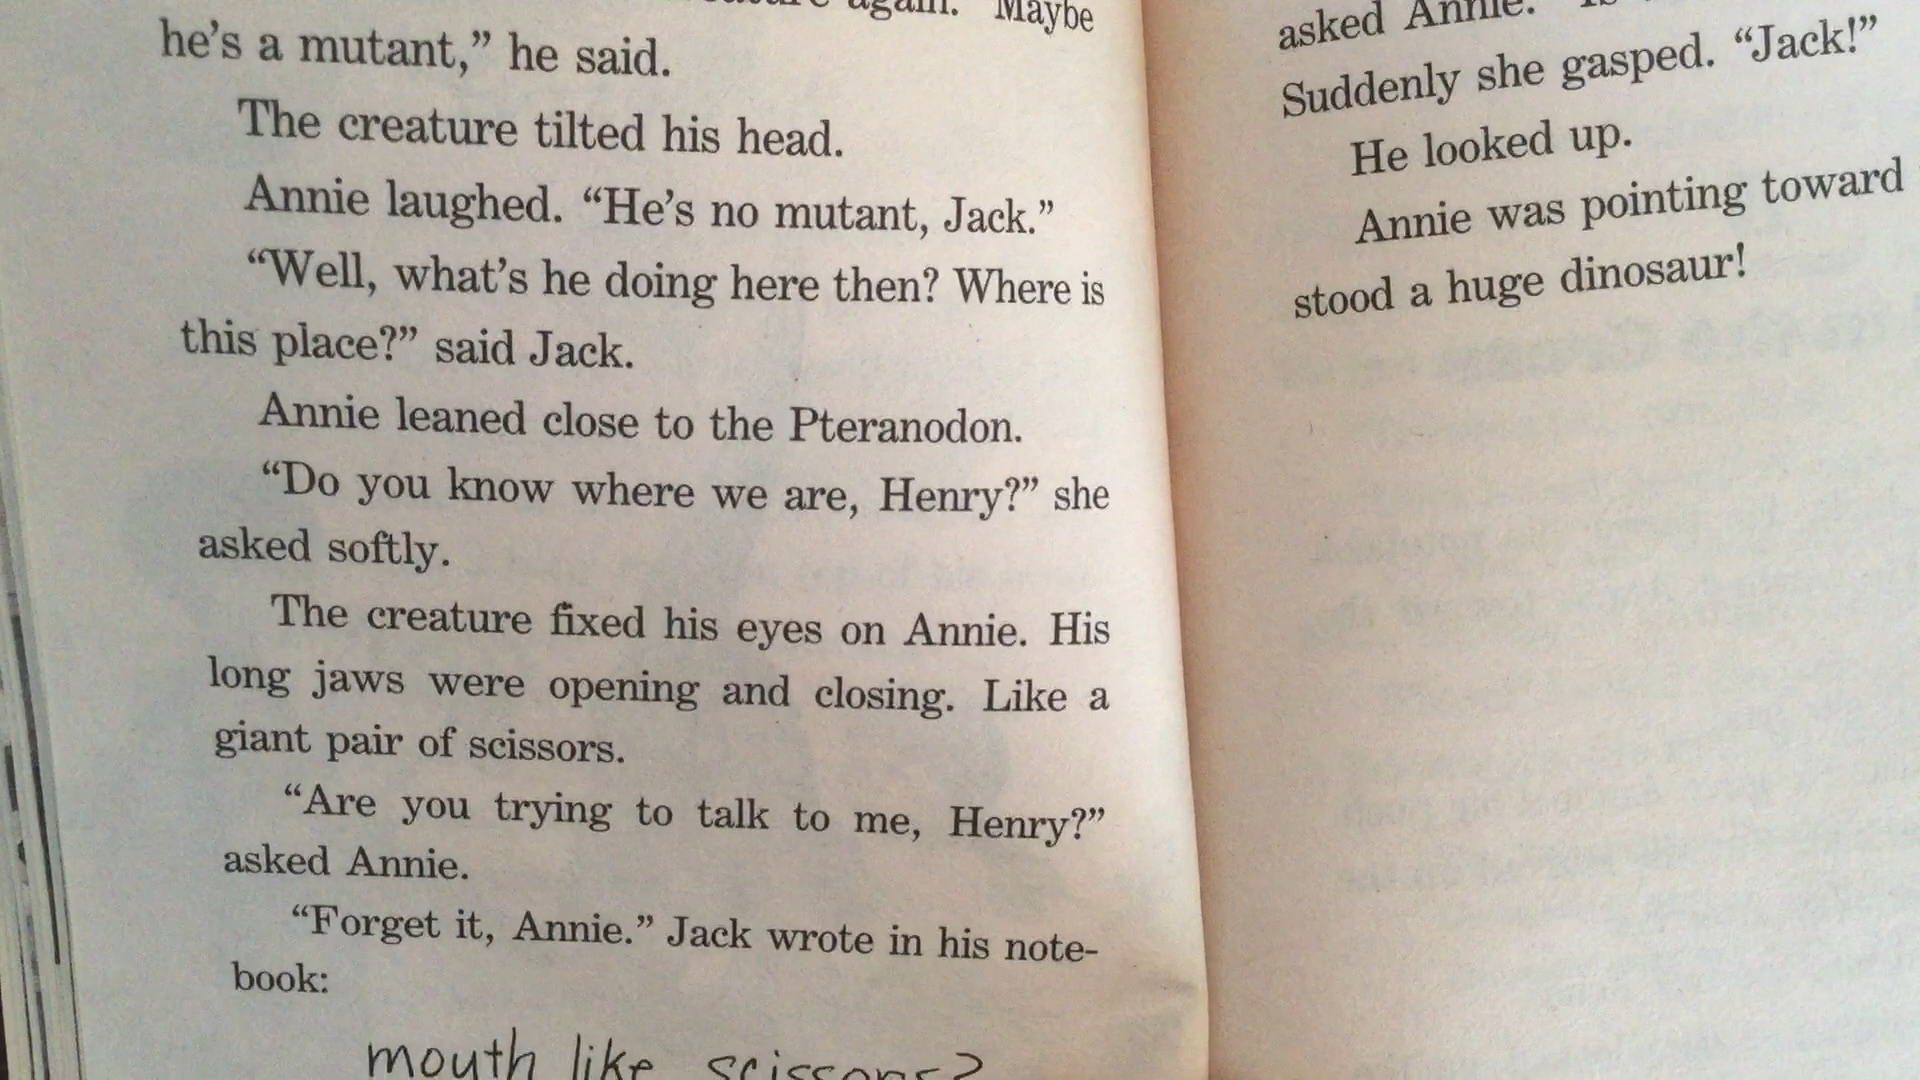 again. “Maybe
he’s a mutant,” he said.
The creature tilted his head.
Annie laughed. “He’s no mutant, Jack.”
“Well, what’s he doing here then? Where is
this place?” said Jack.
Annie leaned close to the Pteranodon.
“Do you know where we are, Henry?” she
asked softly.
The creature fixed his eyes on Annie. His
long jaws were opening and closing. Like a
giant pair of scissors.
“Are you trying to talk to me, Henry?”
asked Annie.
“Forget it, Annie.” Jack wrote in his note-
book:
mouth like scissors?
asked Annie.
Suddenly she gasped. “Jack!”
He looked up.
Annie was pointing toward
stood a huge dinosaur!